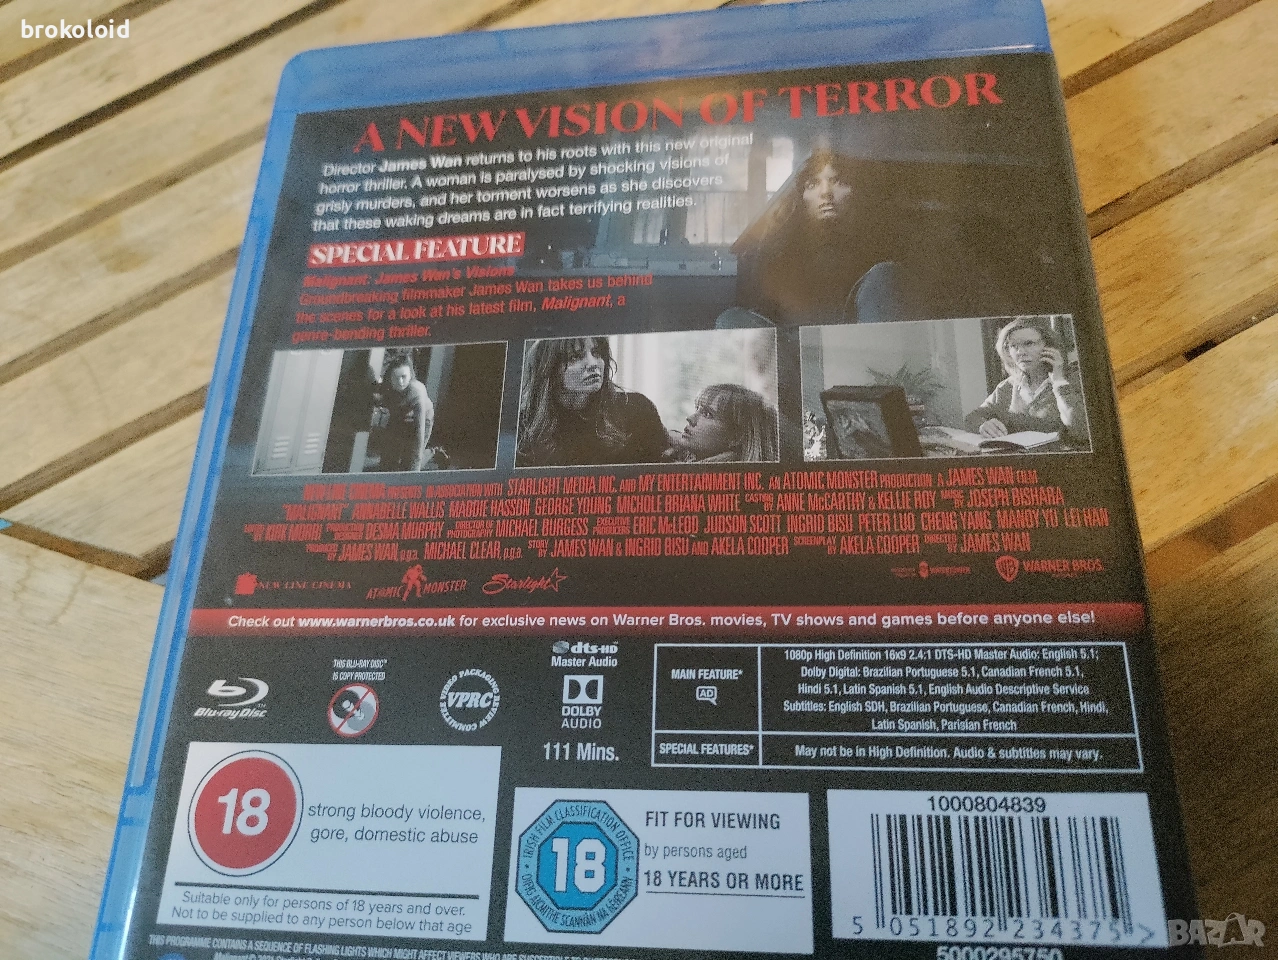 brokoloid
A NEW VISION OF TERROR
Director James Wan returns to his roots with this new original
horror thriller. A woman is paralysed by shocking visions of
grisly murders, and her torment worsens as she discovers
that these waking dreams are in fact terrifying realities.
SPECIAL FEATURE
Malignant: James Wan's Visions
Groundbreaking filmmaker James Wan takes us behind
the scenes for a look at his latest film, Malignant, a
genre-bending thriller.
PRESENTS IN ASSOCIATION WITH STARLIGHT MEDIA INC. AND MY ENTERTAINMENT INC. AN ATOMIC MONSTER PRODUCTION A JAMES WAN FILM
"MALIGNANT" ANNABELLE WALLIS MADDIE HASSON GEORGE YOUNG MICHOLE BRIANA WHITE CASTING BY ANNE McCARTHY & KELLIE ROY MUSIC BY JOSEPH BISHARA
DESMA MURPHY DIRECTOR OF PHOTOGRAPHY MICHAEL BURGESS EXECUTIVE PRODUCERS ERIC McLEOD JUDSON SCOTT INGRID BISU PETER LUO CHENG YANG MANDY YU LEI HAN
PRODUCED BY JAMES WAN, p.g.a. MICHAEL CLEAR, p.g.a. STORY BY JAMES WAN & INGRID BISU AND AKELA COOPER SCREENPLAY BY AKELA COOPER DIRECTED BY JAMES WAN
NEW LINE CINEMA ATOMIC MONSTER Starlight WARNER BROS.
Check out www.warnerbros.co.uk for exclusive news on Warner Bros. movies, TV shows and games before anyone else!
Blu-ray Disc
THIS BLU-RAY DISC*
IS COPY PROTECTED
VIDEO PACKAGING REVIEW COMMITTEE
VPRC
dts-HD
Master Audio
DOLBY
AUDIO
111 Mins.
MAIN FEATURE*
AD
1080p High Definition 16x9 2.4:1 DTS-HD Master Audio: English 5.1;
Dolby Digital: Brazilian Portuguese 5.1, Canadian French 5.1,
Hindi 5.1, Latin Spanish 5.1, English Audio Descriptive Service
Subtitles: English SDH, Brazilian Portuguese, Canadian French, Hindi,
Latin Spanish, Parisian French
SPECIAL FEATURES*
May not be in High Definition. Audio & subtitles may vary.
18
strong bloody violence,
gore, domestic abuse
Suitable only for persons of 18 years and over.
Not to be supplied to any person below that age
IRISH FILM CLASSIFICATION OFFICE
18
OIFIG AICMITHE SCANNÁN NA hÉIREANN
FIT FOR VIEWING
by persons aged
18 YEARS OR MORE
1000804839
5 051892 234375 >
5000295750
THIS PROGRAMME CONTAINS A SEQUENCE OF FLASHING LIGHTS WHICH MIGHT AFFECT VIEWERS WHO ARE SUSCEPTIBLE TO
BAZAR